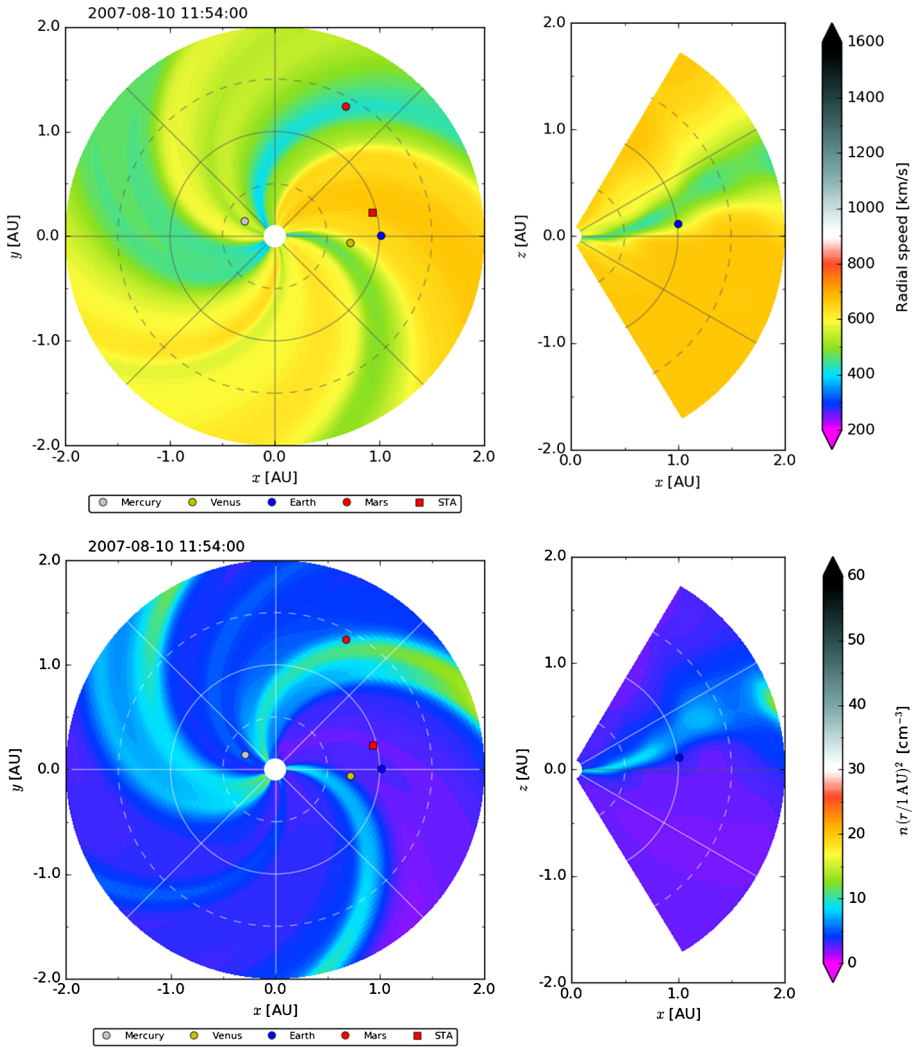 2007-08-10 11:54:00
2.0
1.0
0.0
-1.0
-2.0
y [AU]
-2.0 -1.0 0.0 1.0 2.0
x [AU]
Mercury Venus Earth Mars STA
2.0
1.0
0.0
-1.0
-2.0
z [AU]
0.0 1.0 2.0
x [AU]
1600
1400
1200
1000
800
600
400
200
Radial speed [km/s]
2007-08-10 11:54:00
2.0
1.0
0.0
-1.0
-2.0
y [AU]
-2.0 -1.0 0.0 1.0 2.0
x [AU]
Mercury Venus Earth Mars STA
2.0
1.0
0.0
-1.0
-2.0
z [AU]
0.0 1.0 2.0
x [AU]
60
50
40
30
20
10
0
n (r/1 AU)² [cm⁻³]